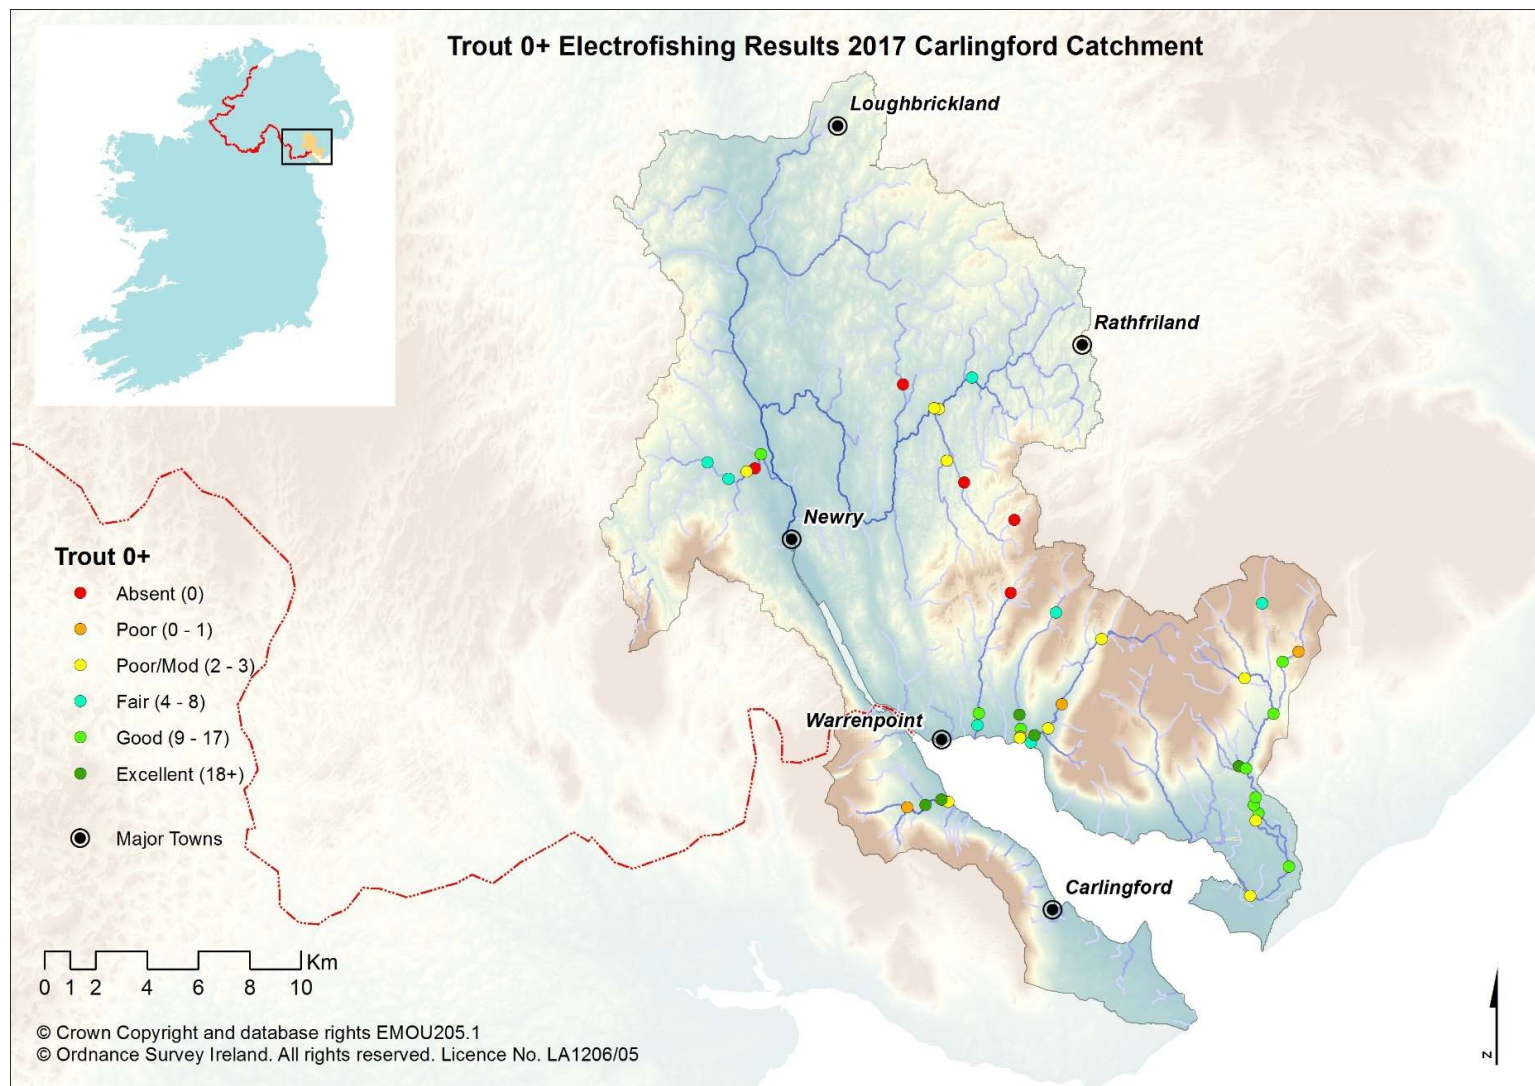 Trout 0+ Electrofishing Results 2017 Carlingford Catchment
Loughbrickland
Rathfriland
Newry
Warrenpoint
Carlingford
Trout 0+
Absent (0)
Poor (0 - 1)
Poor/Mod (2 - 3)
Fair (4 - 8)
Good (9 - 17)
Excellent (18+)
Major Towns
Km
0 1 2 4 6 8 10
© Crown Copyright and database rights EMOU205.1
© Ordnance Survey Ireland. All rights reserved. Licence No. LA1206/05
N